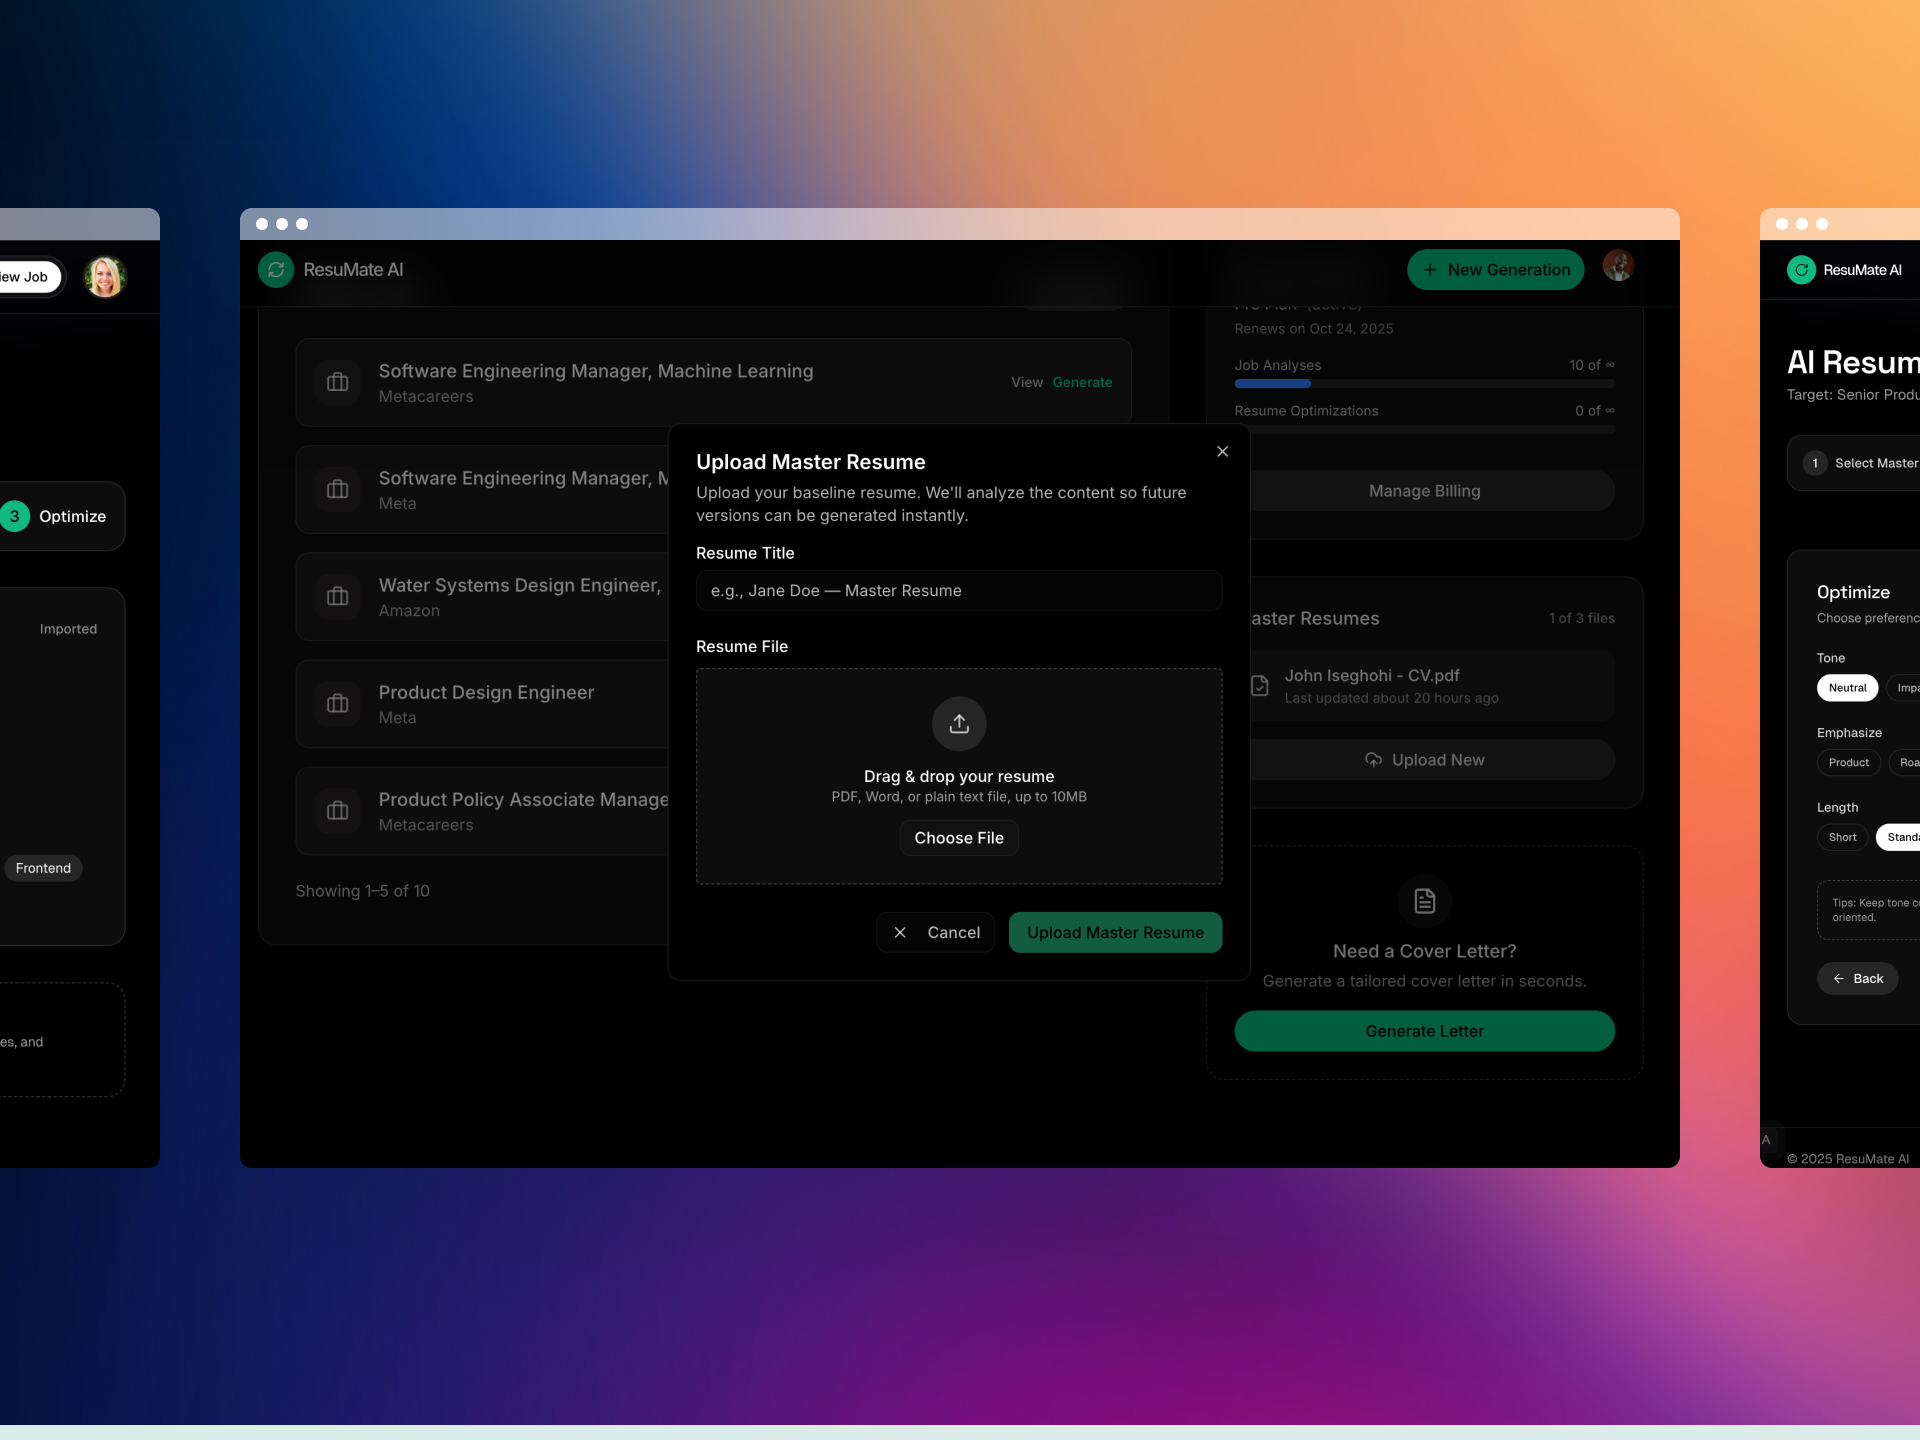 iew Job
3 Optimize
Imported
Frontend
es, and
ResuMate AI
New Generation
Software Engineering Manager, Machine Learning
Metacareers
View Generate
Software Engineering Manager, M
Meta
Water Systems Design Engineer,
Amazon
Product Design Engineer
Meta
Product Policy Associate Manage
Metacareers
Showing 1–5 of 10
Renews on Oct 24, 2025
Job Analyses 10 of ∞
Resume Optimizations 0 of ∞
Manage Billing
aster Resumes 1 of 3 files
John Iseghohi - CV.pdf
Last updated about 20 hours ago
Upload New
Need a Cover Letter?
Generate a tailored cover letter in seconds.
Generate Letter
Upload Master Resume
Upload your baseline resume. We'll analyze the content so future
versions can be generated instantly.
Resume Title
e.g., Jane Doe — Master Resume
Resume File
Drag & drop your resume
PDF, Word, or plain text file, up to 10MB
Choose File
Cancel
Upload Master Resume
ResuMate AI
AI Resum
Target: Senior Produ
1 Select Master
Optimize
Choose preferenc
Tone
Neutral Impa
Emphasize
Product Roa
Length
Short Standa
Tips: Keep tone co
oriented.
Back
A
© 2025 ResuMate AI